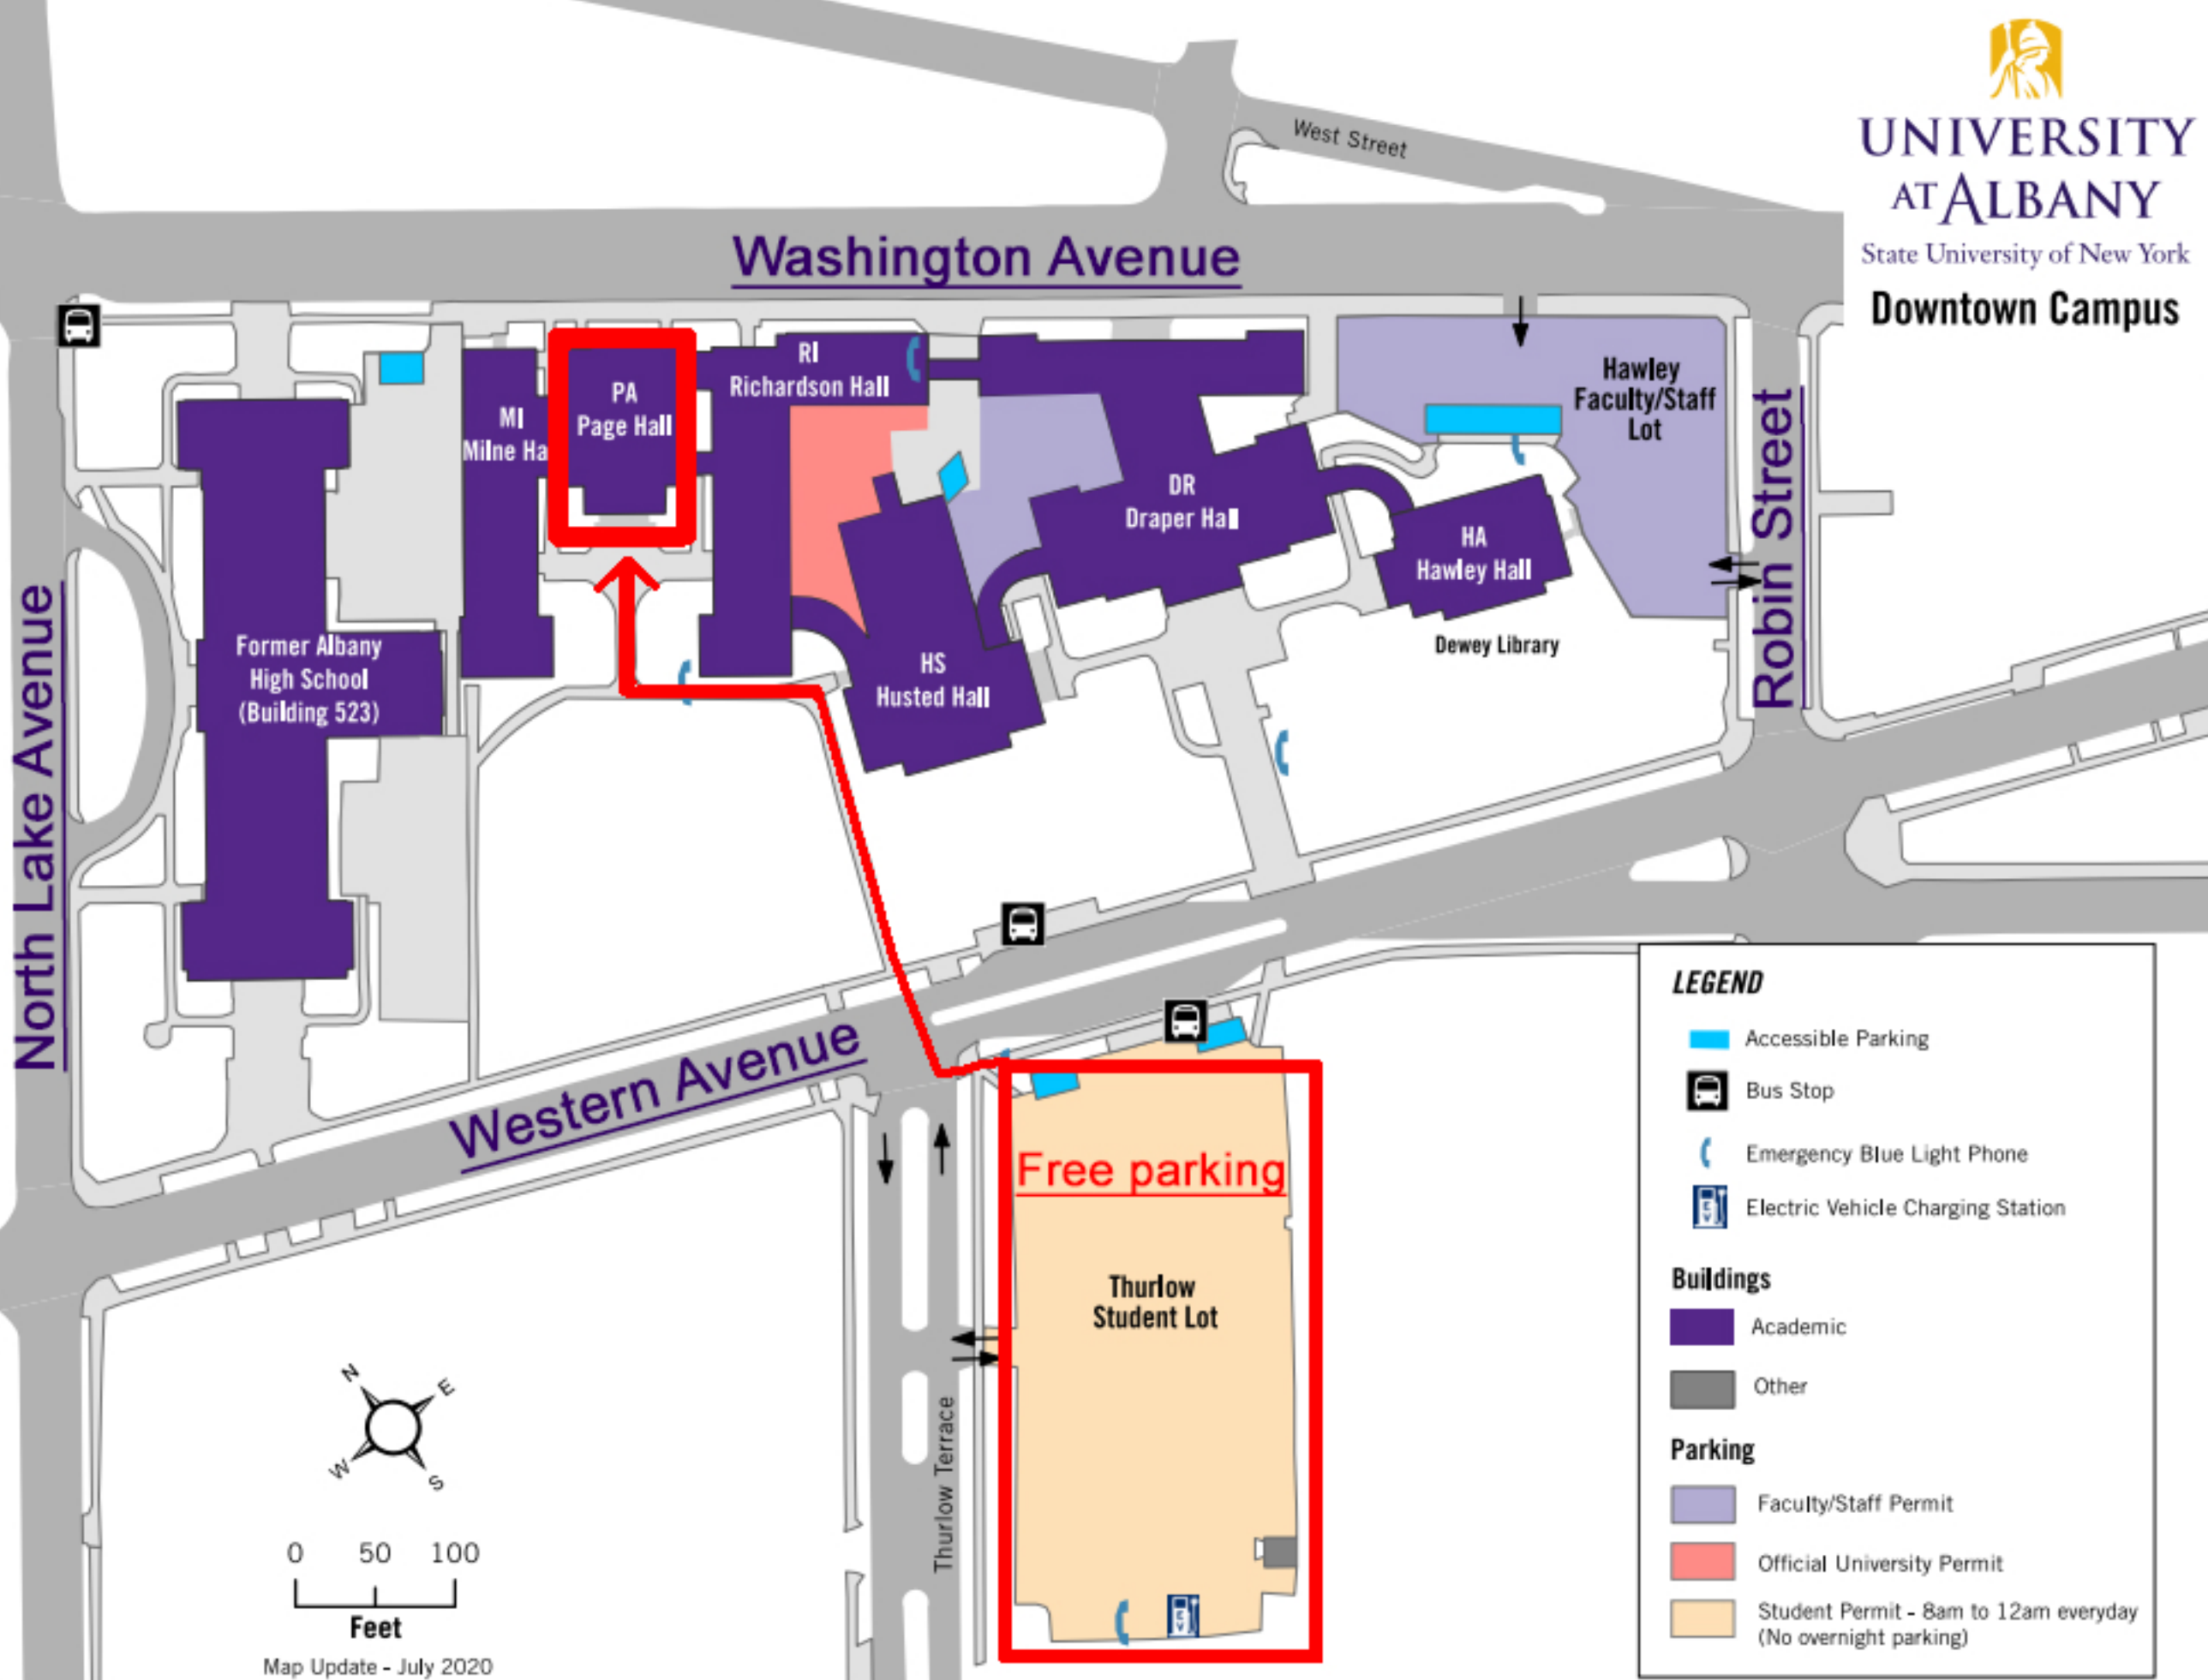 UNIVERSITY
AT ALBANY
State University of New York
Downtown Campus
West Street
Washington Avenue
North Lake Avenue
Robin Street
Western Avenue
Thurlow Terrace
Former Albany
High School
(Building 523)
MI
Milne Ha
PA
Page Hall
RI
Richardson Hall
HS
Husted Hall
DR
Draper Hall
HA
Hawley Hall
Dewey Library
Hawley
Faculty/Staff
Lot
Free parking
Thurlow
Student Lot
EV
N
E
W
S
0 50 100
Feet
Map Update - July 2020
LEGEND
Accessible Parking
Bus Stop
Emergency Blue Light Phone
EV
Electric Vehicle Charging Station
Buildings
Academic
Other
Parking
Faculty/Staff Permit
Official University Permit
Student Permit - 8am to 12am everyday
(No overnight parking)